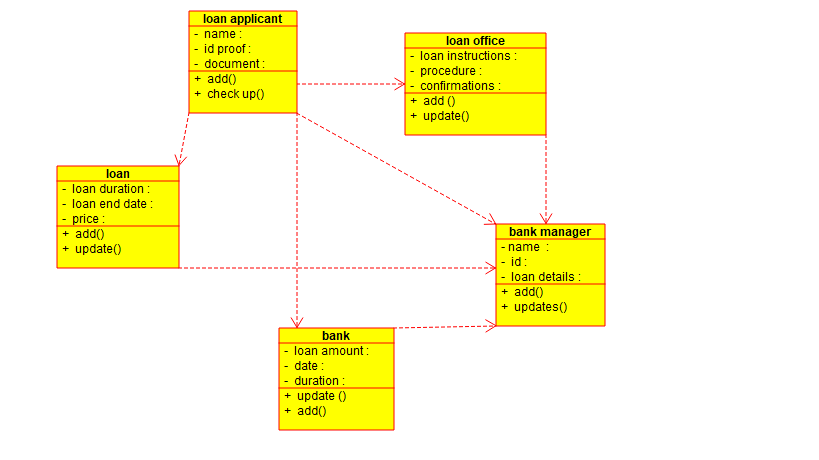 loan applicant
- name :
- id proof :
- document :
+ add()
+ check up()
loan office
- loan instructions :
- procedure :
- confirmations :
+ add ()
+ update()
loan
- loan duration :
- loan end date :
- price :
+ add()
+ update()
bank manager
- name :
- id :
- loan details :
+ add()
+ updates()
bank
- loan amount :
- date :
- duration :
+ update ()
+ add()